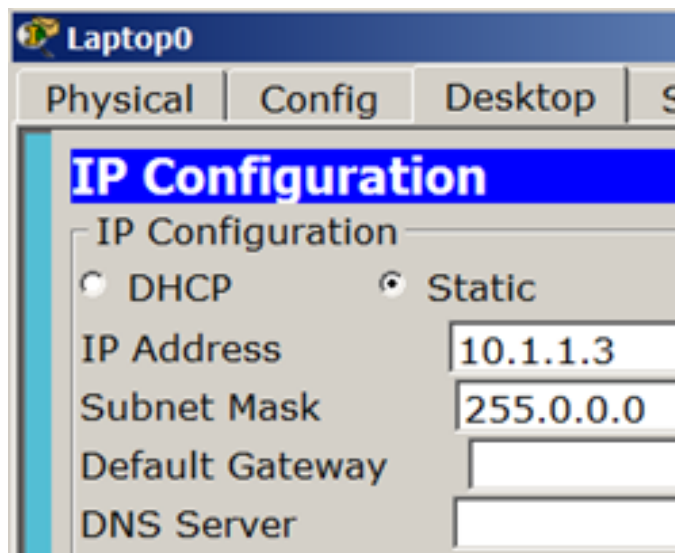 Laptop0
Physical Config Desktop S
IP Configuration
IP Configuration
DHCP Static
IP Address 10.1.1.3
Subnet Mask 255.0.0.0
Default Gateway
DNS Server